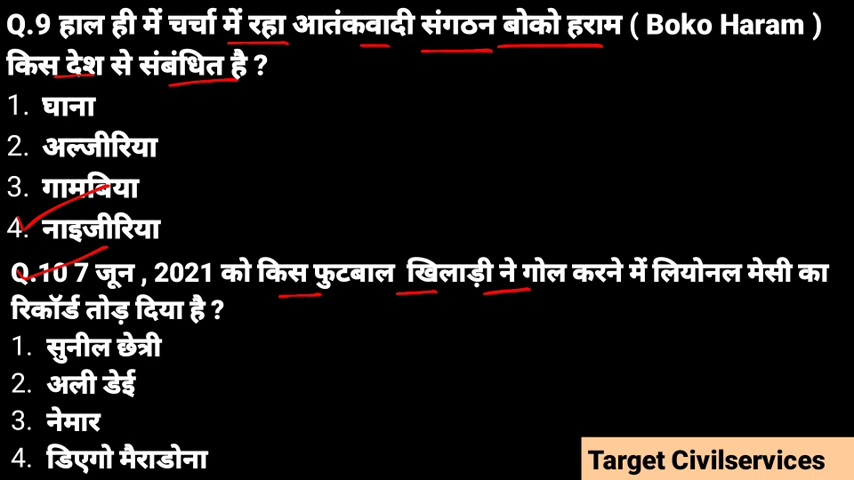 Q.9 हाल ही में चर्चा में रहा आतंकवादी संगठन बोको हराम ( Boko Haram )
किस देश से संबंधित है ?
1. घाना
2. अल्जीरिया
3. गामबिया
4. नाइजीरिया
Q.10 7 जून , 2021 को किस फुटबाल खिलाड़ी ने गोल करने में लियोनल मेसी का
रिकॉर्ड तोड़ दिया है ?
1. सुनील छेत्री
2. अली डेई
3. नेमार
4. डिएगो मैराडोना
Target Civilservices